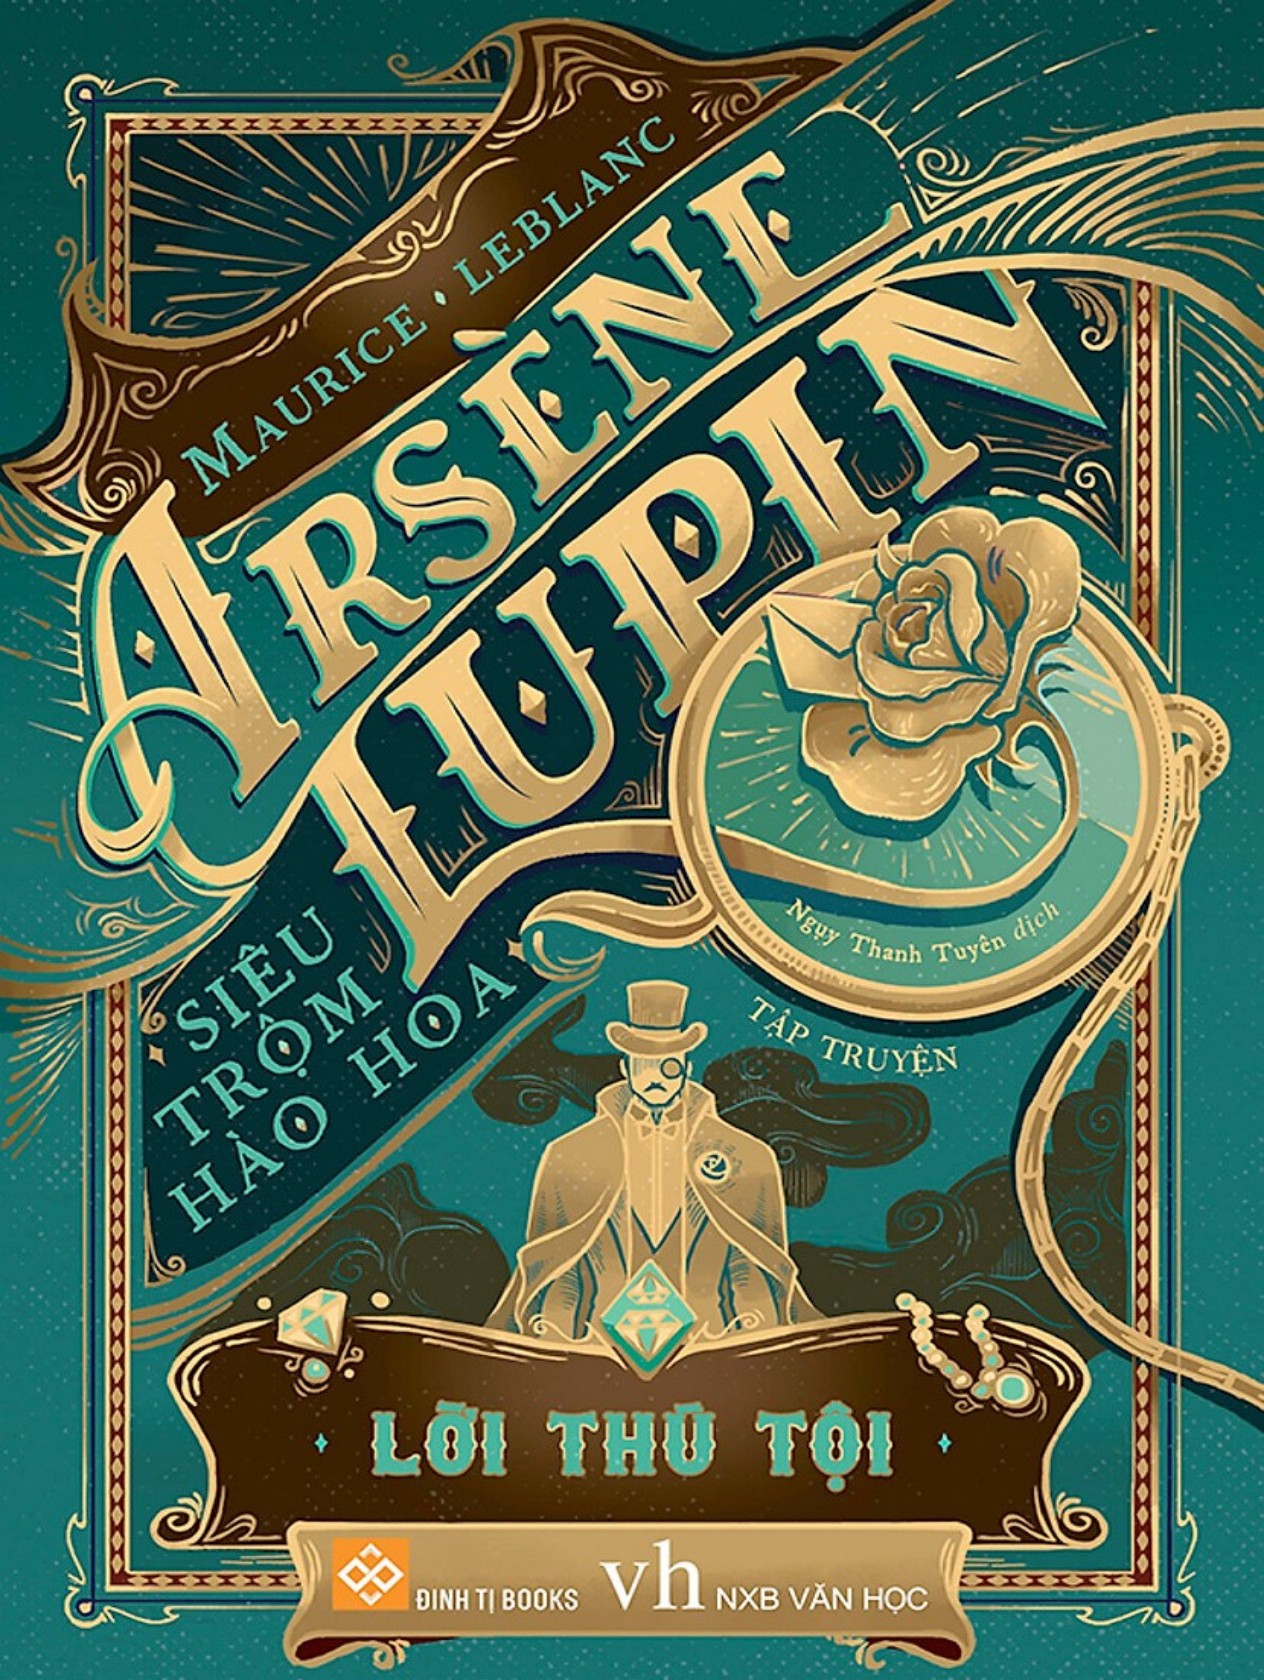 MAURICE · LEBLANC
ARSÈNE
LUPIN
SIÊU
TRỘM
HÀO HOA
Ngụy Thanh Tuyên dịch
TẬP TRUYỆN
LỜI THÚ TỘI
ĐINH TỊ BOOKS
vh NXB VĂN HỌC